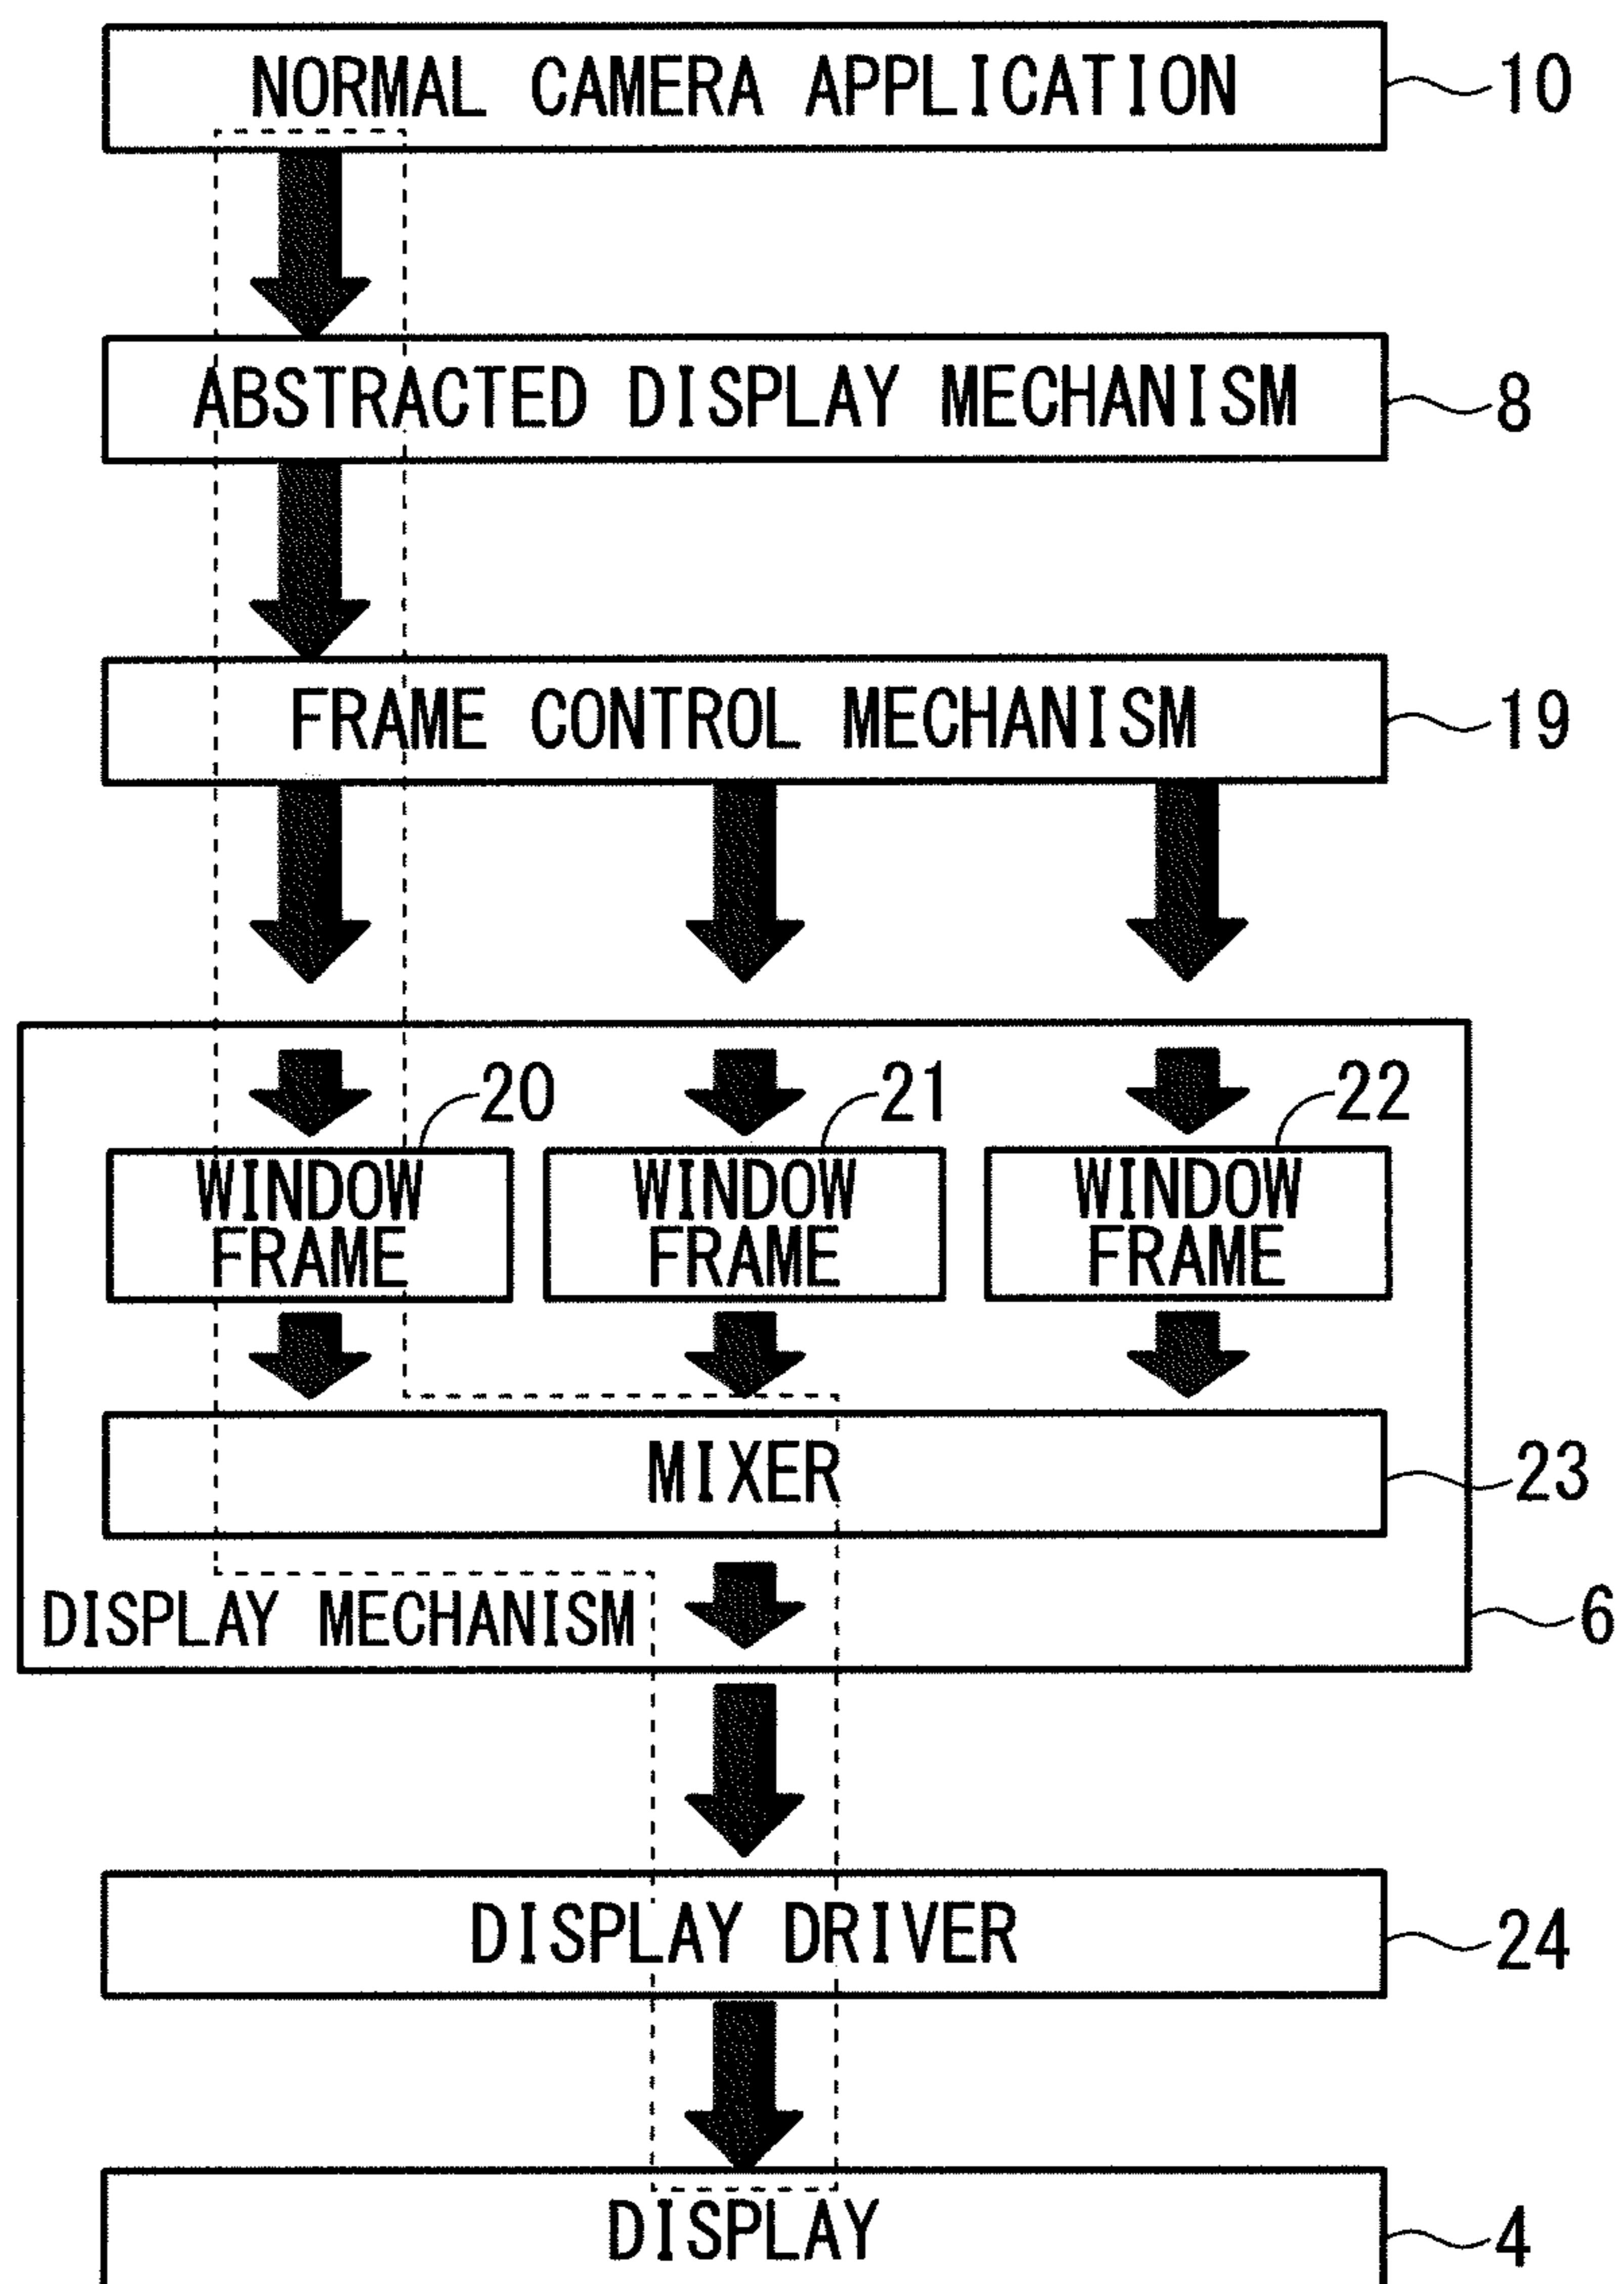 NORMAL CAMERA APPLICATION 10
ABSTRACTED DISPLAY MECHANISM 8
FRAME CONTROL MECHANISM 19
20 21 22
WINDOW FRAME
WINDOW FRAME
WINDOW FRAME
MIXER 23
DISPLAY MECHANISM 6
DISPLAY DRIVER 24
DISPLAY 4